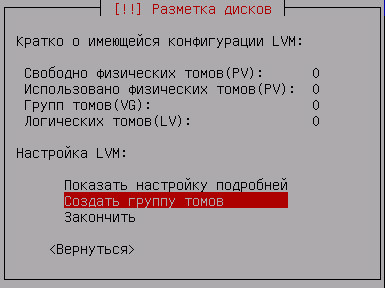 [!!] Разметка дисков
Кратко о имеющейся конфигурации LVM:
Свободно физических томов(PV): 0
Использовано физических томов(PV): 0
Групп томов(VG): 0
Логических томов(LV): 0
Настройка LVM:
Показать настройку подробней
Создать группу томов
Закончить
<Вернуться>